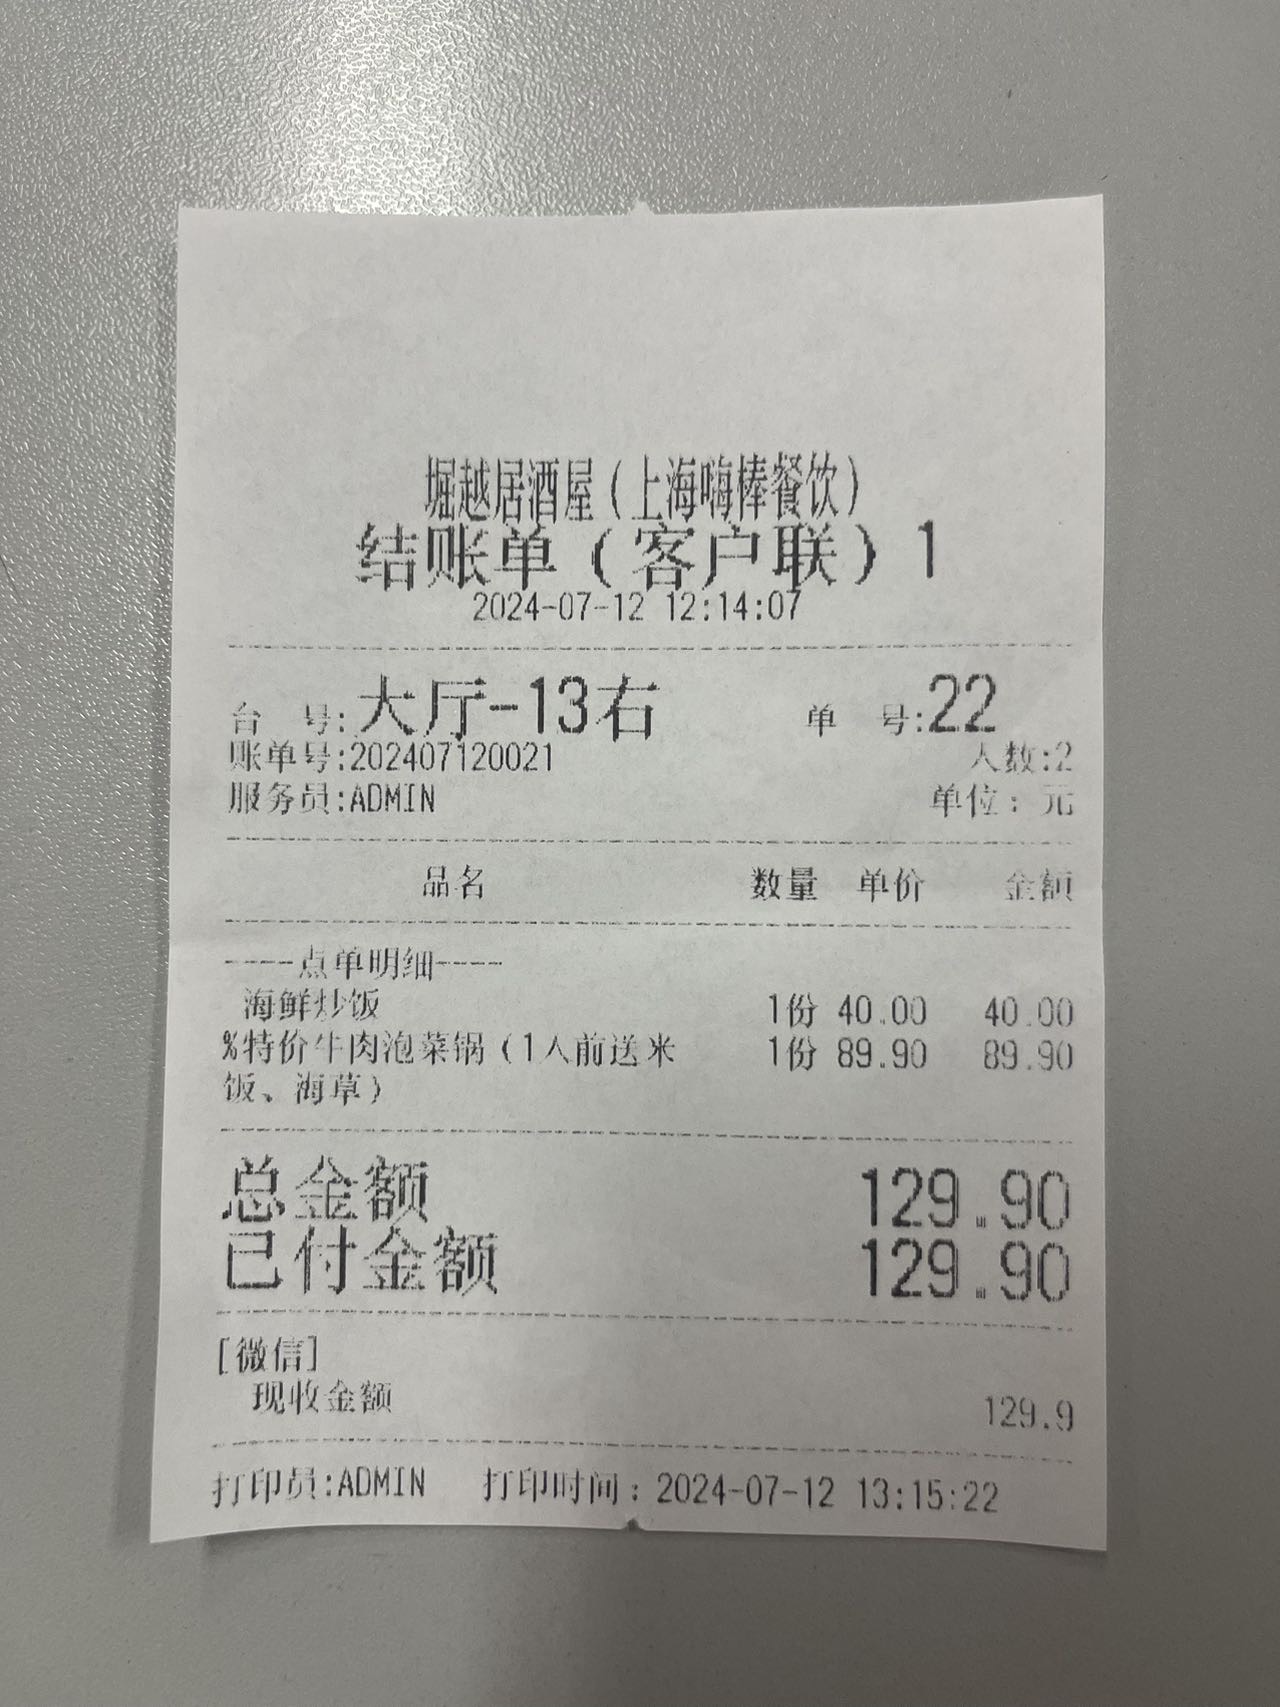 堀越居酒屋(上海嗨棒餐饮)
结账单(客户联)1
2024-07-12 12:14:07
台 号:大厅-13右 单 号:22
账单号:202407120021 人数:2
服务员:ADMIN 单位：元
品名 数量 单价 金额
----点单明细----
海鲜炒饭 1份 40.00 40.00
%特价牛肉泡菜锅(1人前送米 1份 89.90 89.90
饭、海草)
总金额 129.90
已付金额 129.90
[微信]
现收金额 129.9
打印员:ADMIN 打印时间：2024-07-12 13:15:22